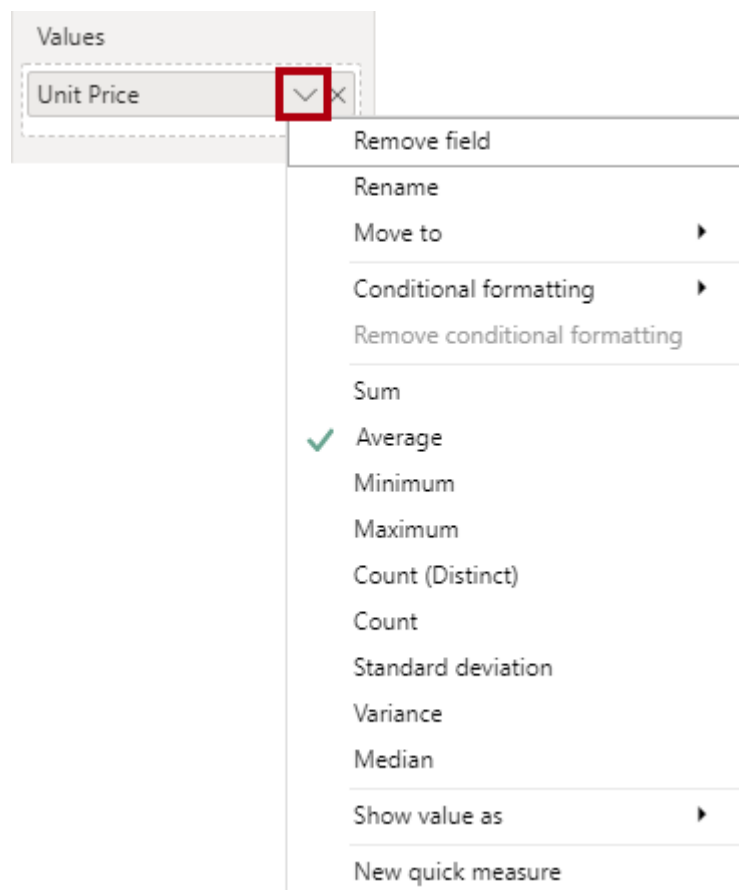 Values
Unit Price
Remove field
Rename
Move to
Conditional formatting
Remove conditional formatting
Sum
Average
Minimum
Maximum
Count (Distinct)
Count
Standard deviation
Variance
Median
Show value as
New quick measure